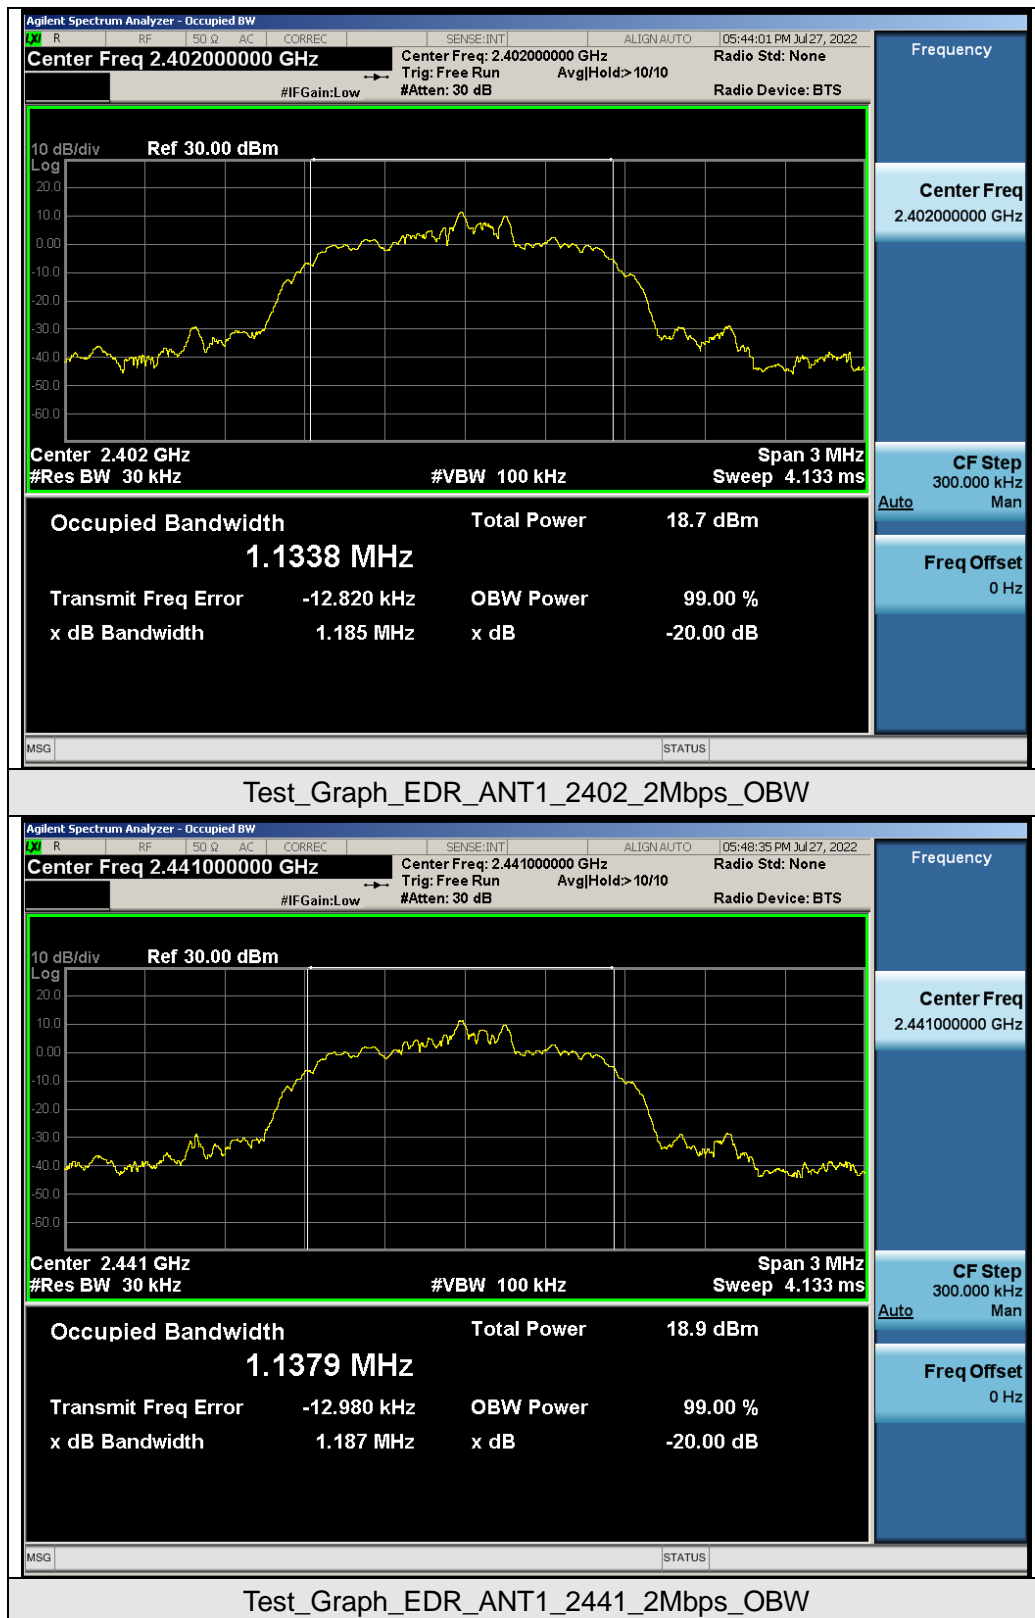 Agilent Spectrum Analyzer - Occupied BW
LXI R RF 50 Ω AC CORREC SENSE:INT ALIGN AUTO 05:44:01 PM Jul 27, 2022
Center Freq 2.402000000 GHz Center Freq: 2.402000000 GHz Radio Std: None Frequency
Trig: Free Run Avg|Hold:> 10/10
#IFGain:Low #Atten: 30 dB Radio Device: BTS
10 dB/div Ref 30.00 dBm
Log
20.0
10.0
0.00
-10.0
-20.0
-30.0
-40.0
-50.0
-60.0
Center Freq
2.402000000 GHz
Center 2.402 GHz Span 3 MHz
#Res BW 30 kHz #VBW 100 kHz Sweep 4.133 ms
CF Step
300.000 kHz
Auto Man
Occupied Bandwidth Total Power 18.7 dBm
1.1338 MHz
Freq Offset
0 Hz
Transmit Freq Error -12.820 kHz OBW Power 99.00 %
x dB Bandwidth 1.185 MHz x dB -20.00 dB
MSG STATUS
Test_Graph_EDR_ANT1_2402_2Mbps_OBW
Agilent Spectrum Analyzer - Occupied BW
LXI R RF 50 Ω AC CORREC SENSE:INT ALIGN AUTO 05:48:35 PM Jul 27, 2022
Center Freq 2.441000000 GHz Center Freq: 2.441000000 GHz Radio Std: None Frequency
Trig: Free Run Avg|Hold:> 10/10
#IFGain:Low #Atten: 30 dB Radio Device: BTS
10 dB/div Ref 30.00 dBm
Log
20.0
10.0
0.00
-10.0
-20.0
-30.0
-40.0
-50.0
-60.0
Center Freq
2.441000000 GHz
Center 2.441 GHz Span 3 MHz
#Res BW 30 kHz #VBW 100 kHz Sweep 4.133 ms
CF Step
300.000 kHz
Auto Man
Occupied Bandwidth Total Power 18.9 dBm
1.1379 MHz
Freq Offset
0 Hz
Transmit Freq Error -12.980 kHz OBW Power 99.00 %
x dB Bandwidth 1.187 MHz x dB -20.00 dB
MSG STATUS
Test_Graph_EDR_ANT1_2441_2Mbps_OBW